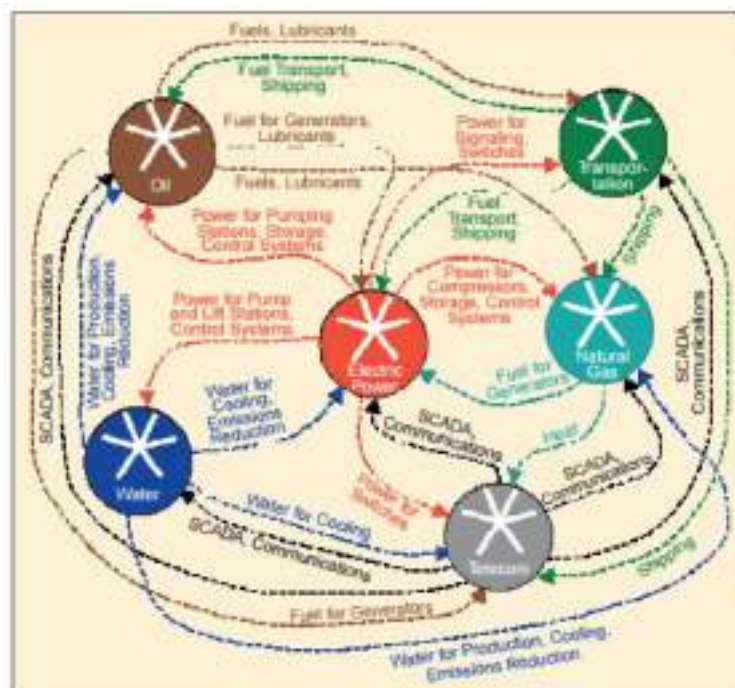 Fuels, Lubricants
Fuel Transport,
Shipping
Fuel for Generators,
Lubricants
Power for
Signaling,
Switches
Oil
Transpor-
tation
Fuels, Lubricants
Power for Pumping
Stations, Storage,
Control Systems
Fuel
Transport
Shipping
Shipping
Power for
Compressors,
Storage, Control
Systems
Power for Pump
and Lift Stations,
Control Systems
Electric
Power
Natural
Gas
Fuel for
Generators
Water for Production,
Cooling, Emissions
Reduction
SCADA, Communications
Water for
Cooling,
Emissions
Reduction
SCADA,
Communications
SCADA,
Communications
Heat
SCADA,
Communications
Water
Power for
Switches
Water for Cooling
SCADA, Communications
Telecom
Shipping
Fuel for Generators
Water for Production, Cooling,
Emissions Reduction